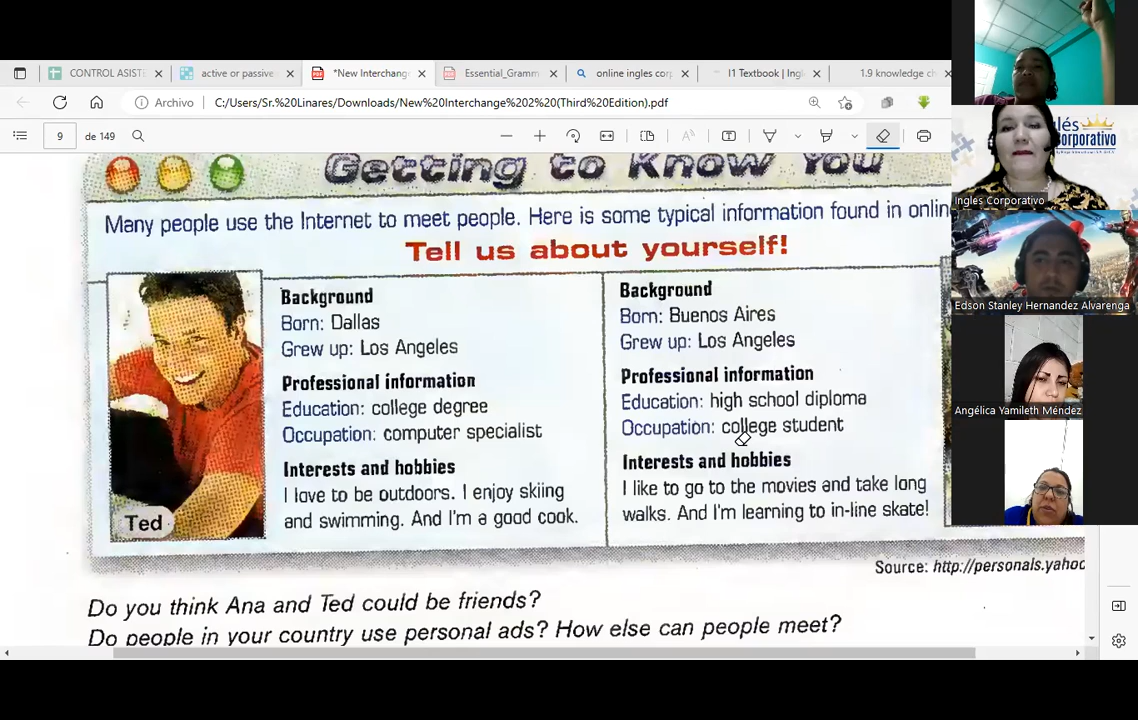 CONTROL ASIST
active or passive
*New Interchang
Essential_Gramm
online ingles corp
I1 Textbook | Ingl
1.9 knowledge ch
Archivo
C:/Users/Sr.%20Linares/Downloads/New%20Interchange%202%20(Third%20Edition).pdf
9
de 149
Inglés
Corporativo
Ingles Corporativo
Edson Stanley Hernandez Alvarenga
Angélica Yamileth Méndez
Getting to Know You
Many people use the Internet to meet people. Here is some typical information found in onlin
Tell us about yourself!
Background
Born: Dallas
Grew up: Los Angeles
Professional information
Education: college degree
Occupation: computer specialist
Interests and hobbies
I love to be outdoors. I enjoy skiing
and swimming. And I'm a good cook.
Ted
Background
Born: Buenos Aires
Grew up: Los Angeles
Professional information
Education: high school diploma
Occupation: college student
Interests and hobbies
I like to go to the movies and take long
walks. And I'm learning to in-line skate!
Source: http://personals.yahoo
Do you think Ana and Ted could be friends?
Do people in your country use personal ads? How else can people meet?